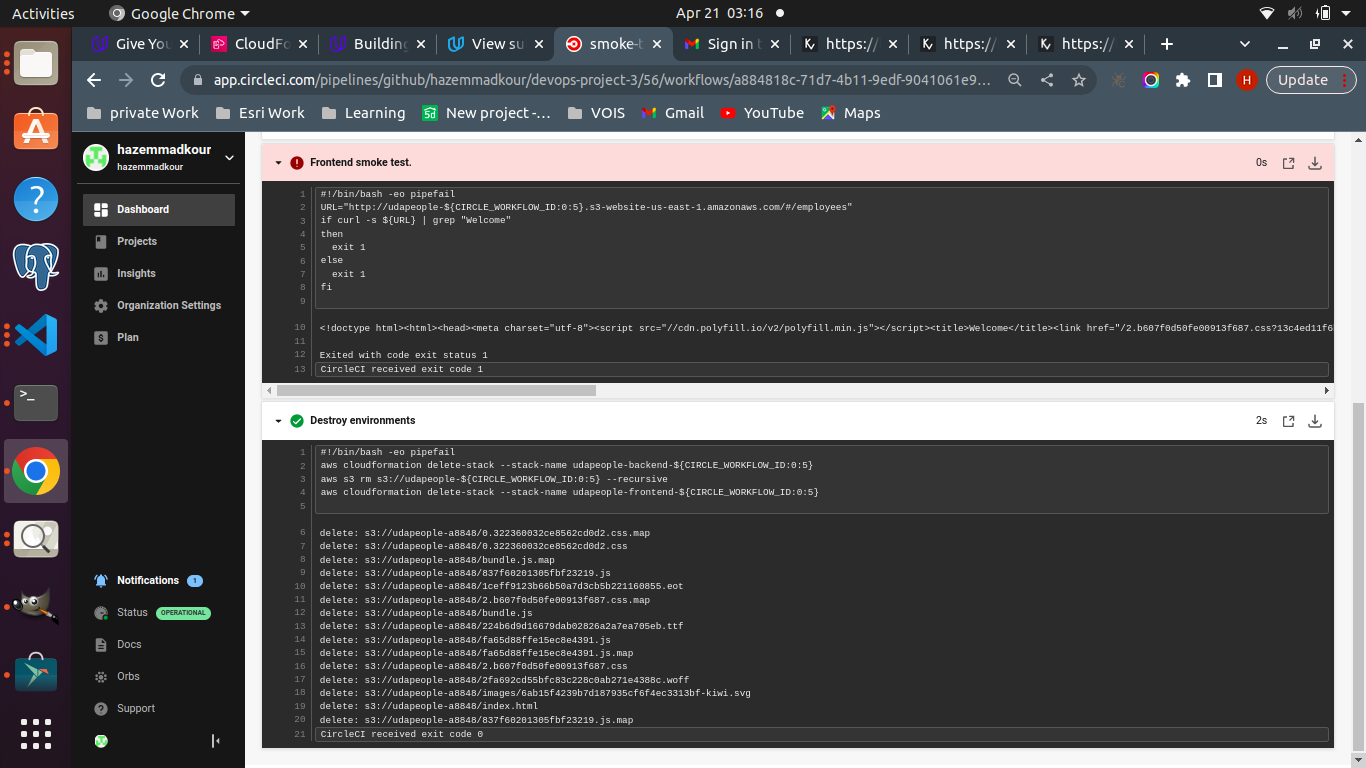 Activities
Google Chrome
Apr 21 03:16
Give You
CloudFo
Building
View su
smoke-t
Sign in t
https://
https://
https://
app.circleci.com/pipelines/github/hazemmadkour/devops-project-3/56/workflows/a884818c-71d7-4b11-9edf-9041061e9…
H
Update
private Work
Esri Work
Learning
New project -...
VOIS
Gmail
YouTube
Maps
hazemmadkour
hazemmadkour
Dashboard
Projects
Insights
Organization Settings
Plan
Notifications 1
Status OPERATIONAL
Docs
Orbs
Support
Frontend smoke test.
0s
1 #!/bin/bash -eo pipefail
2 URL="http://udapeople-${CIRCLE_WORKFLOW_ID:0:5}.s3-website-us-east-1.amazonaws.com/#/employees"
3 if curl -s ${URL} | grep "Welcome"
4 then
5 exit 1
6 else
7 exit 1
8 fi
9
10 <!doctype html><html><head><meta charset="utf-8"><script src="//cdn.polyfill.io/v2/polyfill.min.js"></script><title>Welcome</title><link href="/2.b607f0d50fe00913f687.css?13c4ed11f6
11
12 Exited with code exit status 1
13 CircleCI received exit code 1
Destroy environments
2s
1 #!/bin/bash -eo pipefail
2 aws cloudformation delete-stack --stack-name udapeople-backend-${CIRCLE_WORKFLOW_ID:0:5}
3 aws s3 rm s3://udapeople-${CIRCLE_WORKFLOW_ID:0:5} --recursive
4 aws cloudformation delete-stack --stack-name udapeople-frontend-${CIRCLE_WORKFLOW_ID:0:5}
5
6 delete: s3://udapeople-a8848/0.322360032ce8562cd0d2.css.map
7 delete: s3://udapeople-a8848/0.322360032ce8562cd0d2.css
8 delete: s3://udapeople-a8848/bundle.js.map
9 delete: s3://udapeople-a8848/837f60201305fbf23219.js
10 delete: s3://udapeople-a8848/1ceff9123b66b50a7d3cb5b221160855.eot
11 delete: s3://udapeople-a8848/2.b607f0d50fe00913f687.css.map
12 delete: s3://udapeople-a8848/bundle.js
13 delete: s3://udapeople-a8848/224b6d9d16679dab02826a2a7ea705eb.ttf
14 delete: s3://udapeople-a8848/fa65d88ffe15ec8e4391.js
15 delete: s3://udapeople-a8848/fa65d88ffe15ec8e4391.js.map
16 delete: s3://udapeople-a8848/2.b607f0d50fe00913f687.css
17 delete: s3://udapeople-a8848/2fa692cd55bfc83c228c0ab271e4388c.woff
18 delete: s3://udapeople-a8848/images/6ab15f4239b7d187935cf6f4ec3313bf-kiwi.svg
19 delete: s3://udapeople-a8848/index.html
20 delete: s3://udapeople-a8848/837f60201305fbf23219.js.map
21 CircleCI received exit code 0